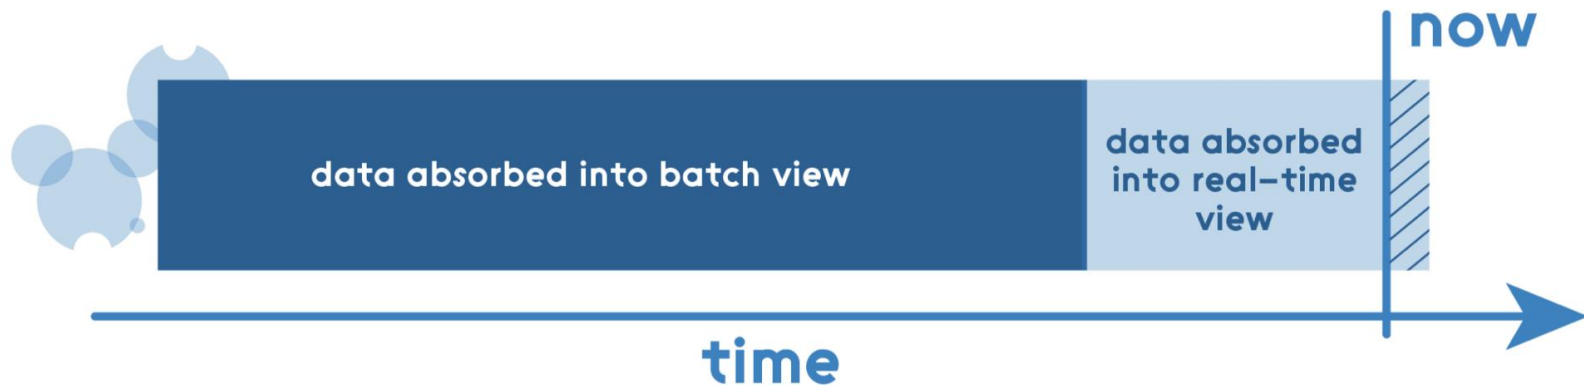 now
data absorbed into batch view
data absorbed
into real-time
view
time